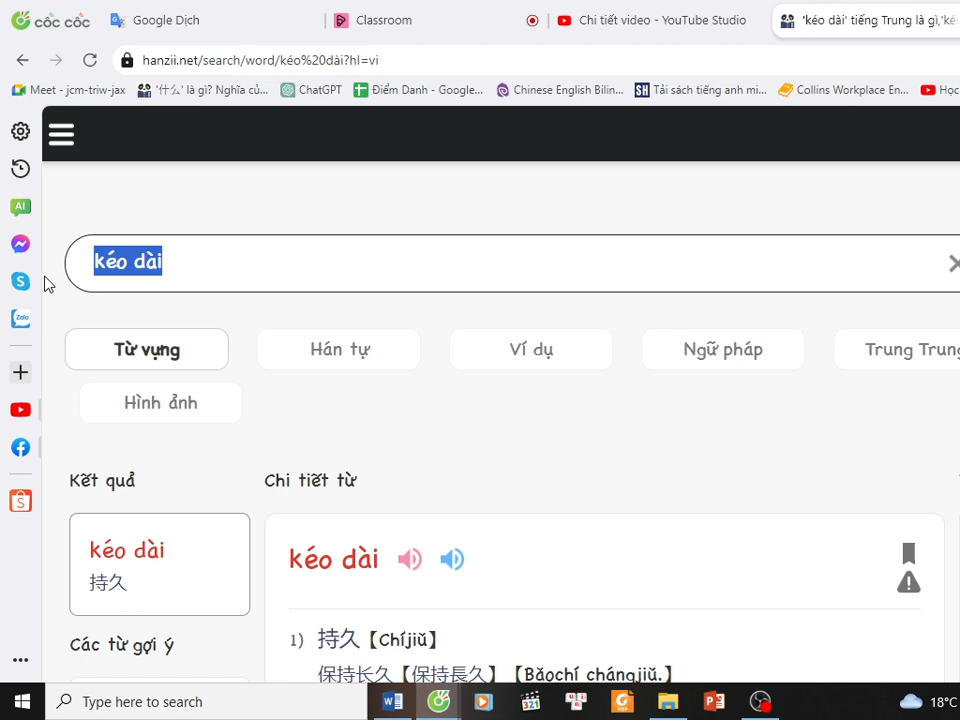 cốc cốc
Google Dịch
Classroom
Chi tiết video - YouTube Studio
'kéo dài' tiếng Trung là gì,'ké
hanzii.net/search/word/kéo%20dài?hl=vi
Meet - jcm-triw-jax
'什么' là gì? Nghĩa củ...
ChatGPT
Điểm Danh - Google...
Chinese English Bilin...
SH
Tải sách tiếng anh mi...
Collins Workplace En...
Học
AI
kéo dài
Từ vựng
Hán tự
Ví dụ
Ngữ pháp
Trung Trung
Hình ảnh
Zalo
Kết quả
Chi tiết từ
kéo dài
持久
kéo dài
Các từ gợi ý
1) 持久【Chíjiǔ】
保持长久【保持長久】【Bǎochí chángjiǔ.】
Type here to search
321
18°C